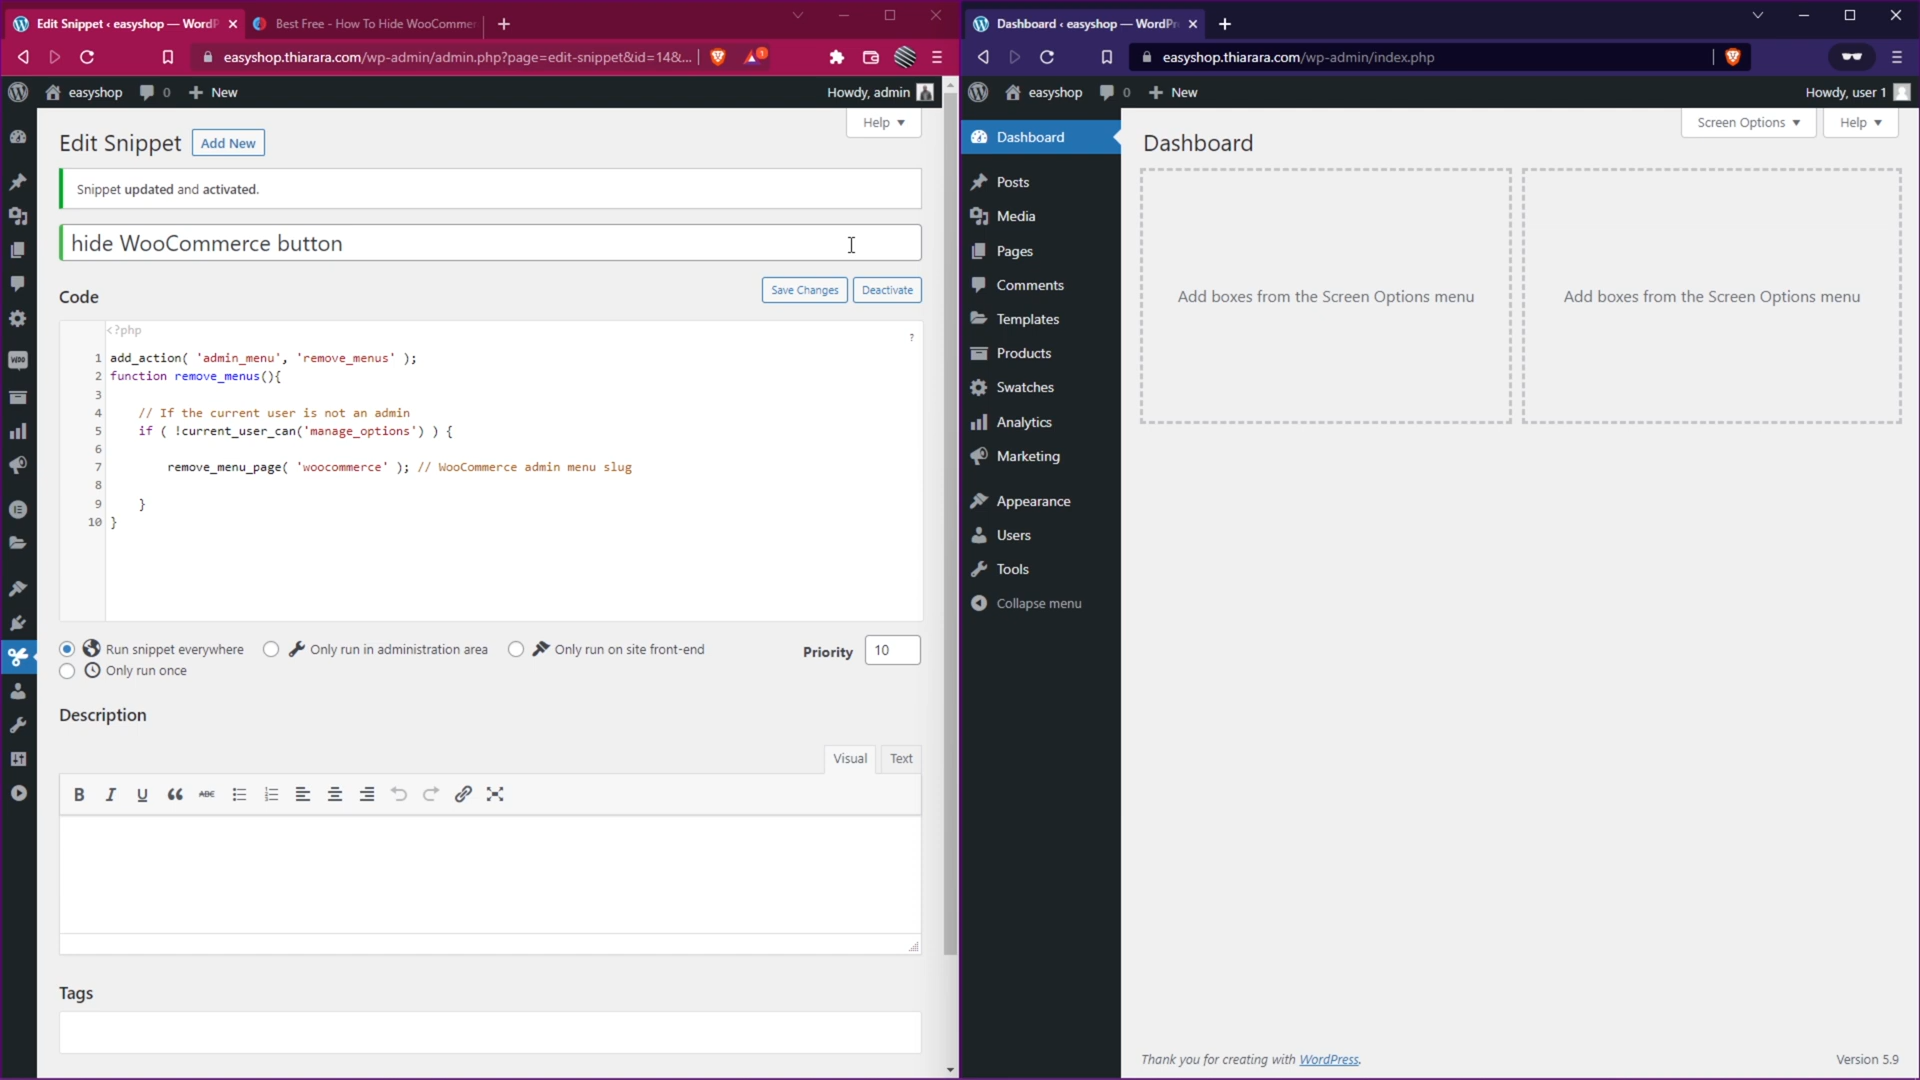 Edit Snippet ‹ easyshop — WordP
Best Free - How To Hide WooCommer
easyshop.thiarara.com/wp-admin/admin.php?page=edit-snippet&id=14&...
1
easyshop
0
New
Howdy, admin
Help
Edit Snippet
Add New
Snippet updated and activated.
hide WooCommerce button
Code
Save Changes
Deactivate
<?php
?
1 add_action( 'admin_menu', 'remove_menus' );
2 function remove_menus(){
3
4 // If the current user is not an admin
5 if ( !current_user_can('manage_options') ) {
6
7 remove_menu_page( 'woocommerce' ); // WooCommerce admin menu slug
8
9 }
10 }
Run snippet everywhere
Only run in administration area
Only run on site front-end
Priority
10
Only run once
Description
Visual
Text
B I U ABC
Tags
Dashboard ‹ easyshop — WordPr
easyshop.thiarara.com/wp-admin/index.php
easyshop
0
New
Howdy, user 1
Screen Options
Help
Dashboard
Posts
Media
Pages
Comments
Templates
Products
Swatches
Analytics
Marketing
Appearance
Users
Tools
Collapse menu
Dashboard
Add boxes from the Screen Options menu
Add boxes from the Screen Options menu
Thank you for creating with WordPress.
Version 5.9